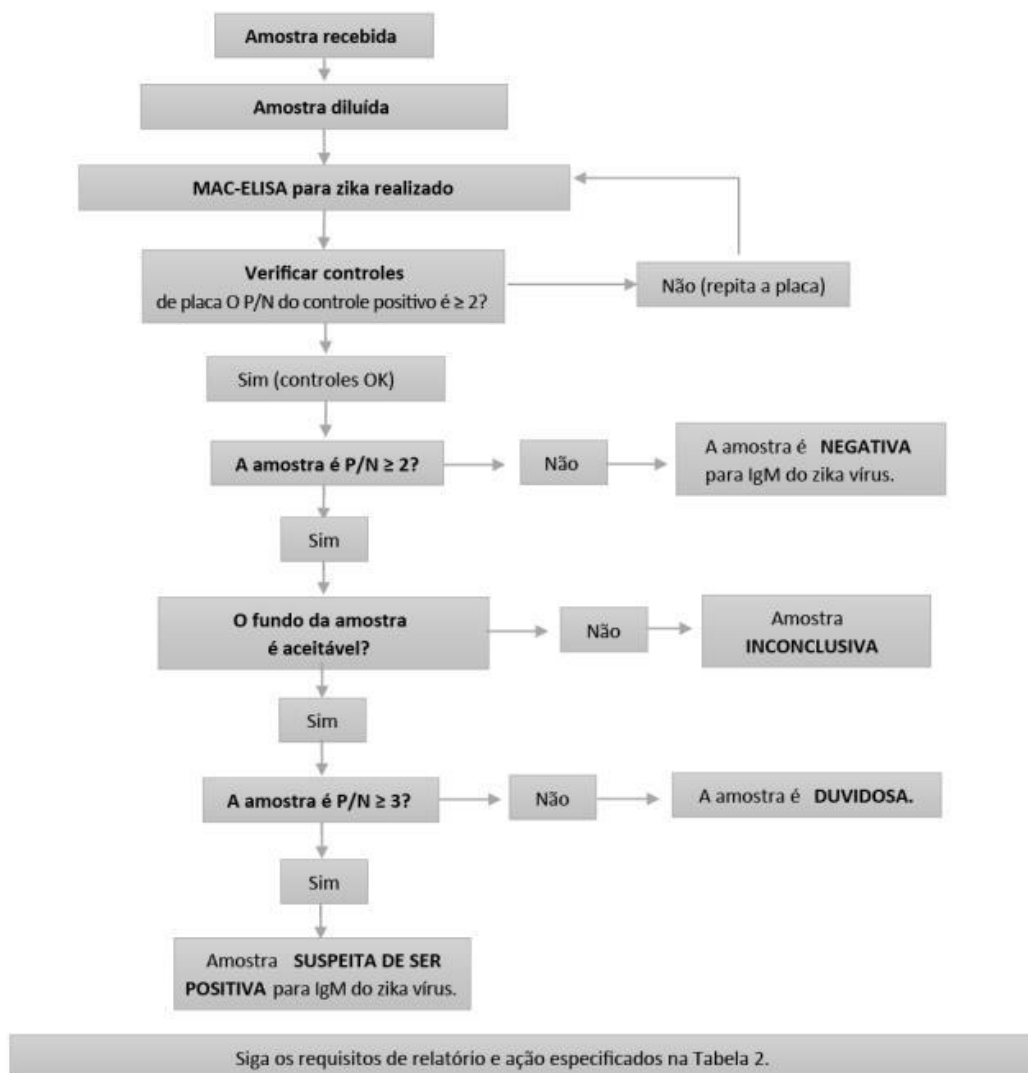 Amostra recebida
Amostra diluída
MAC-ELISA para zika realizado
Verificar controles
de placa O P/N do controle positivo é ≥ 2?
Não (repita a placa)
Sim (controles OK)
A amostra é P/N ≥ 2?
Não
A amostra é NEGATIVA
para IgM do zika vírus.
Sim
O fundo da amostra
é aceitável?
Não
Amostra
INCONCLUSIVA
Sim
A amostra é P/N ≥ 3?
Não
A amostra é DUVIDOSA.
Sim
Amostra SUSPEITA DE SER
POSITIVA para IgM do zika vírus.
Siga os requisitos de relatório e ação especificados na Tabela 2.